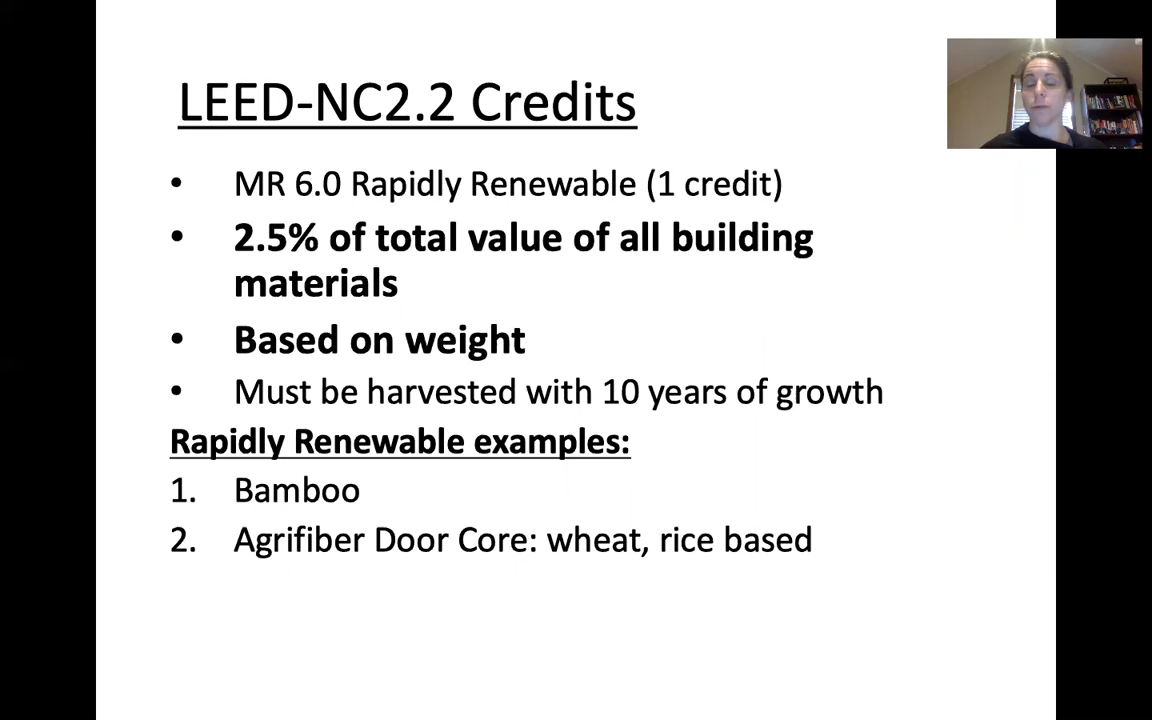 LEED-NC2.2 Credits
• MR 6.0 Rapidly Renewable (1 credit)
• 2.5% of total value of all building
materials
• Based on weight
• Must be harvested with 10 years of growth
Rapidly Renewable examples:
1. Bamboo
2. Agrifiber Door Core: wheat, rice based